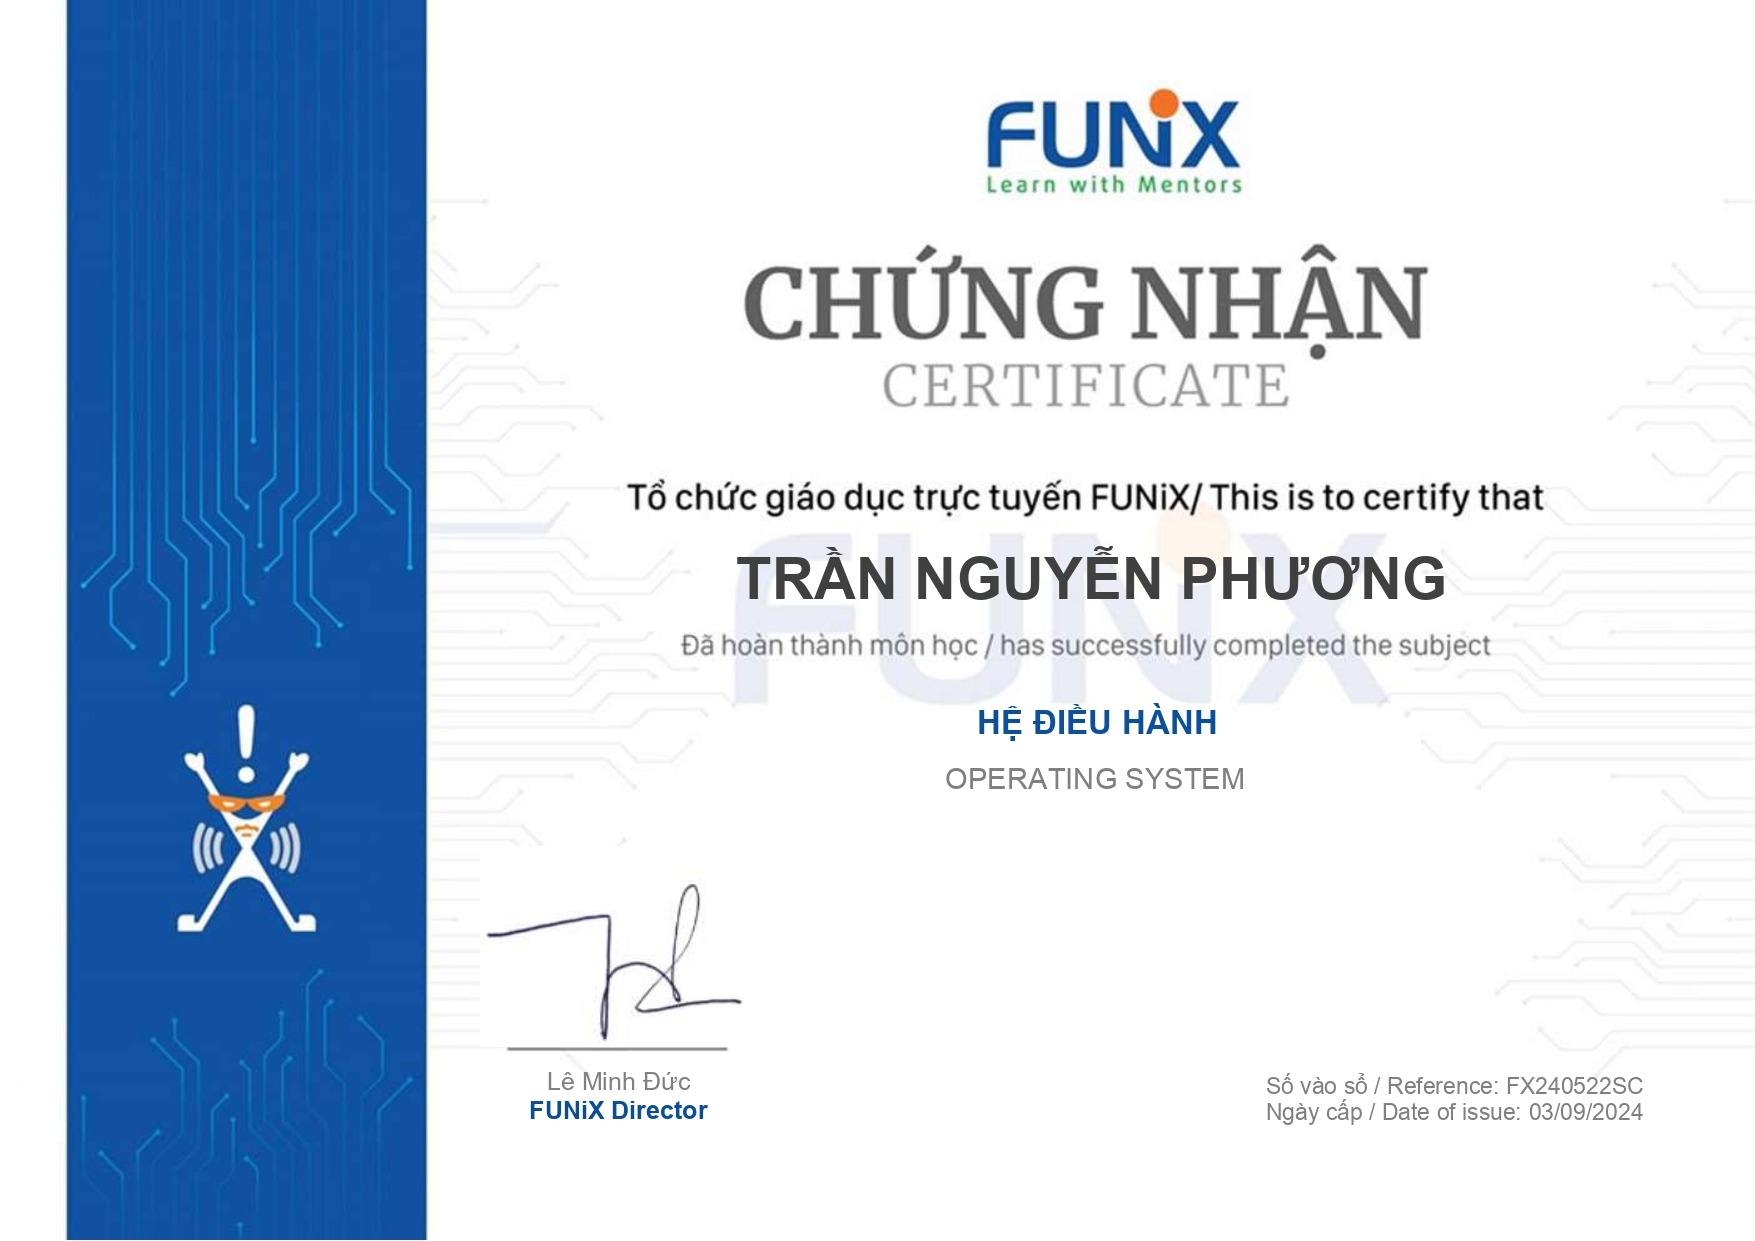 FUNiX
Learn with Mentors
CHỨNG NHẬN
CERTIFICATE
Tổ chức giáo dục trực tuyến FUNiX/ This is to certify that
TRẦN NGUYỄN PHƯƠNG
Đã hoàn thành môn học / has successfully completed the subject
HỆ ĐIỀU HÀNH
OPERATING SYSTEM
Lê Minh Đức
FUNiX Director
Số vào sổ / Reference: FX240522SC
Ngày cấp / Date of issue: 03/09/2024